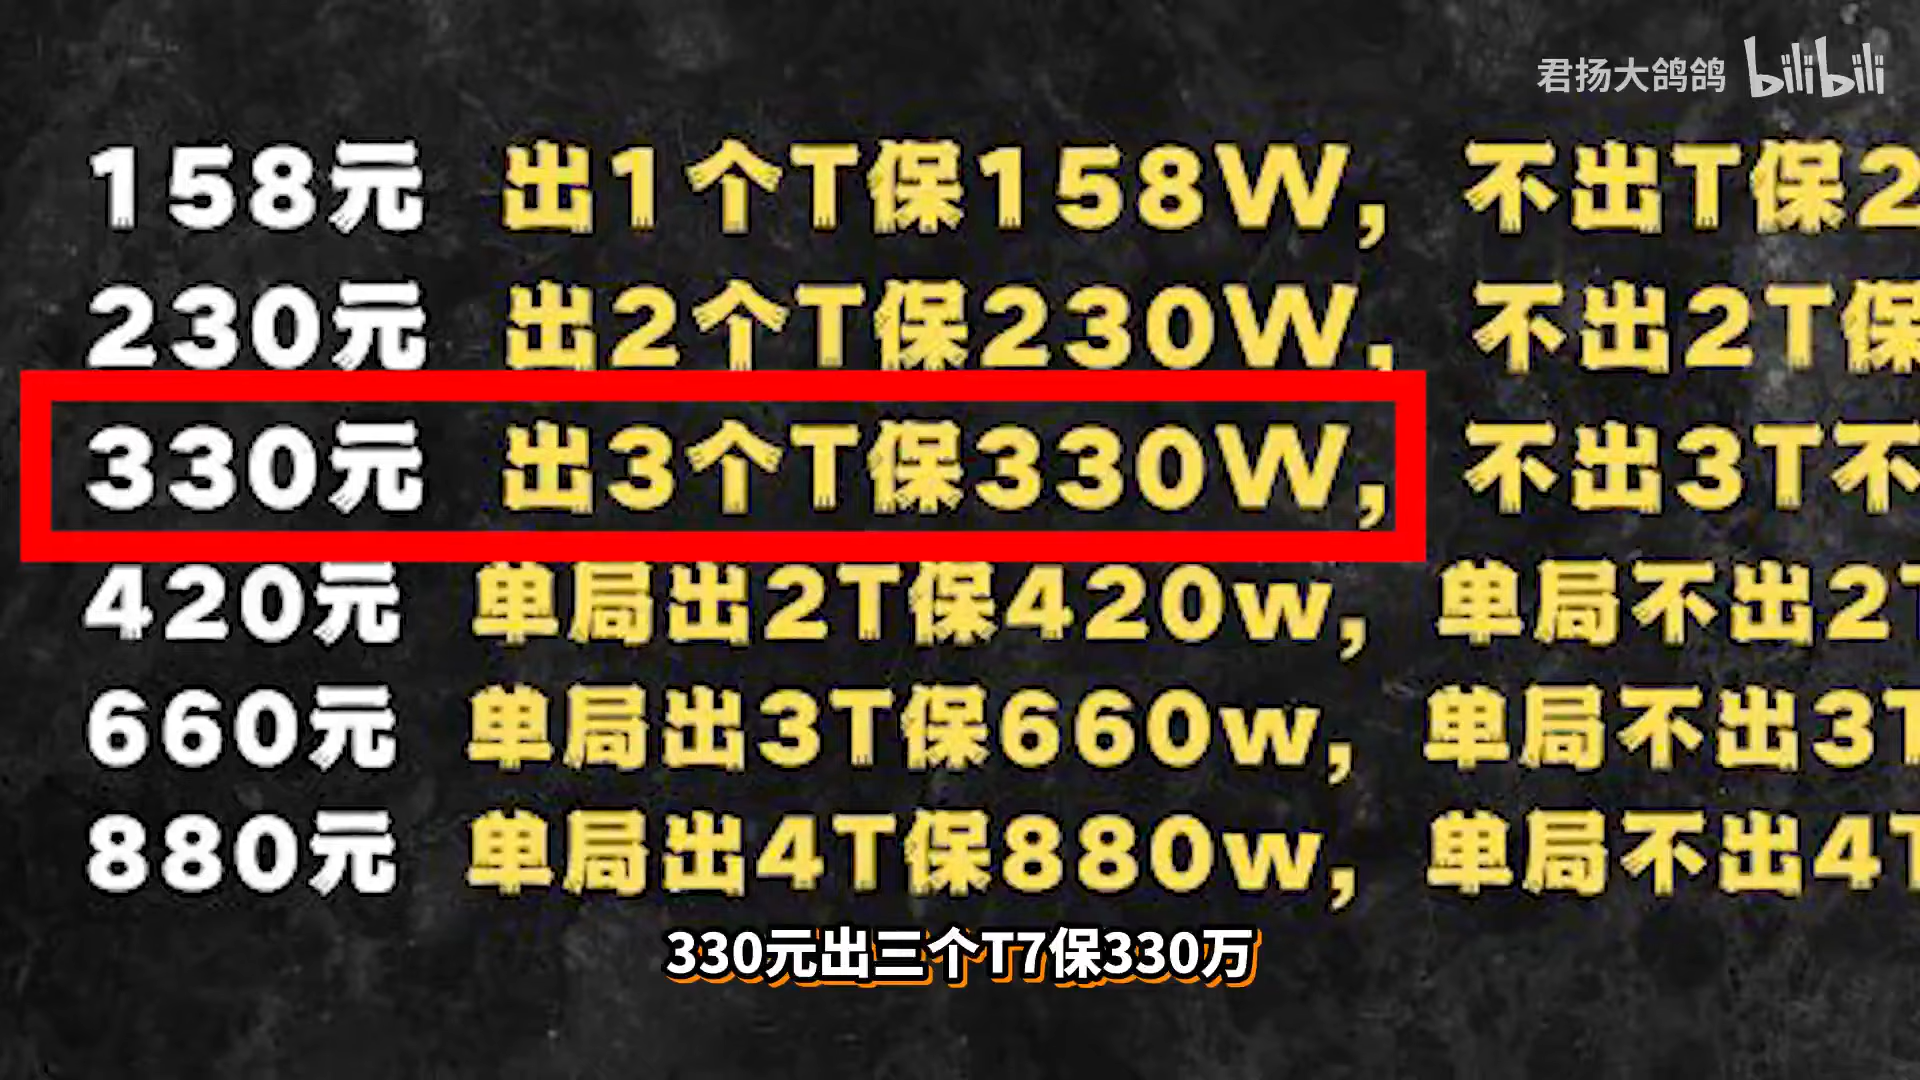 君扬大鸽鸽 bilibili
158元 出1个T保158W, 不出T保2
230元 出2个T保230W, 不出2T保
330元 出3个T保330W, 不出3T不
420元 单局出2T保420w, 单局不出2T
660元 单局出3T保660w, 单局不出3T
880元 单局出4T保880w, 单局不出4T
330元出三个T7保330万